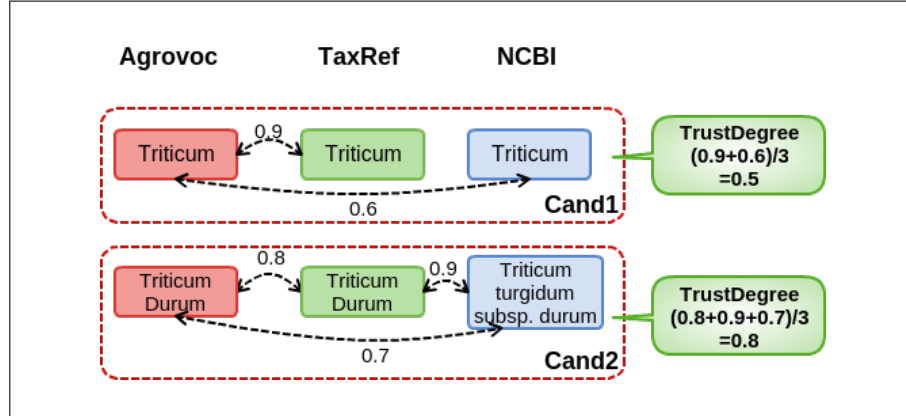 Agrovoc TaxRef NCBI
0.9
Triticum Triticum Triticum
0.6
Cand1
TrustDegree
(0.9+0.6)/3
=0.5
0.8
0.9
Triticum
Durum
Triticum
Durum
Triticum
turgidum
subsp. durum
0.7
Cand2
TrustDegree
(0.8+0.9+0.7)/3
=0.8